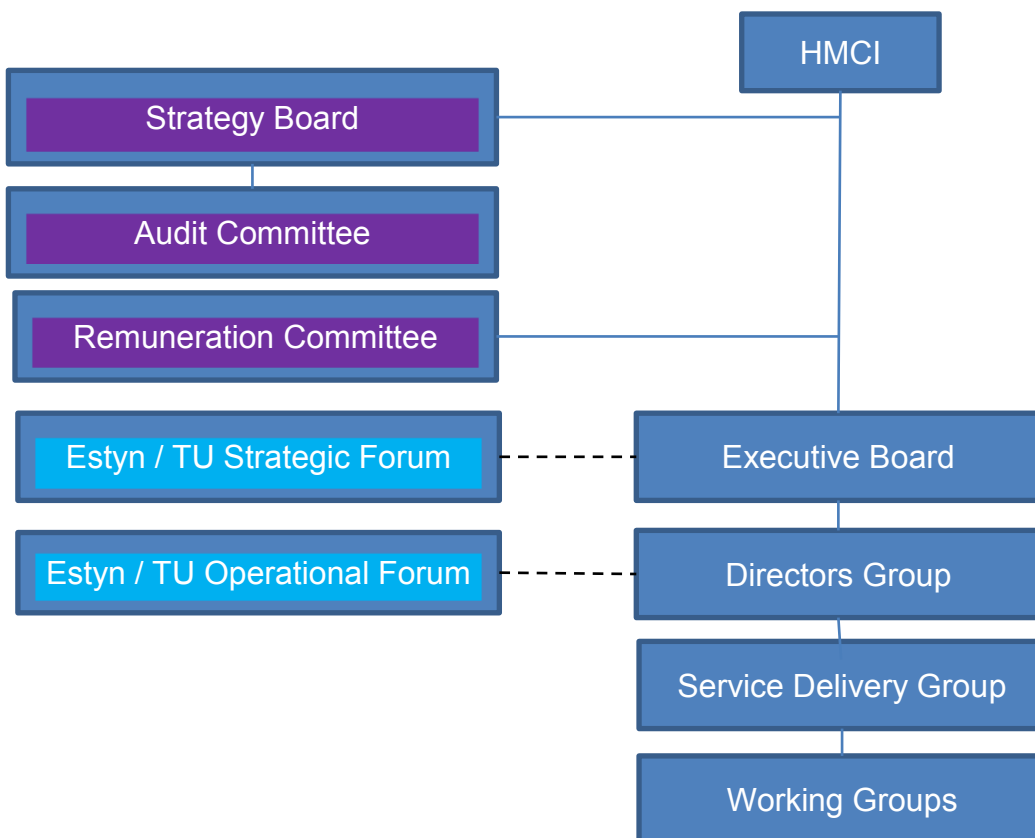 HMCI
Strategy Board
Audit Committee
Remuneration Committee
Estyn / TU Strategic Forum
Executive Board
Estyn / TU Operational Forum
Directors Group
Service Delivery Group
Working Groups